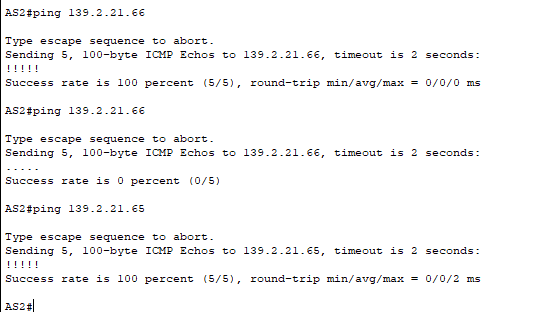 AS2#ping 139.2.21.66
Type escape sequence to abort.
Sending 5, 100-byte ICMP Echos to 139.2.21.66, timeout is 2 seconds:
!!!!!
Success rate is 100 percent (5/5), round-trip min/avg/max = 0/0/0 ms
AS2#ping 139.2.21.66
Type escape sequence to abort.
Sending 5, 100-byte ICMP Echos to 139.2.21.66, timeout is 2 seconds:
.....
Success rate is 0 percent (0/5)
AS2#ping 139.2.21.65
Type escape sequence to abort.
Sending 5, 100-byte ICMP Echos to 139.2.21.65, timeout is 2 seconds:
!!!!!
Success rate is 100 percent (5/5), round-trip min/avg/max = 0/0/2 ms
AS2#